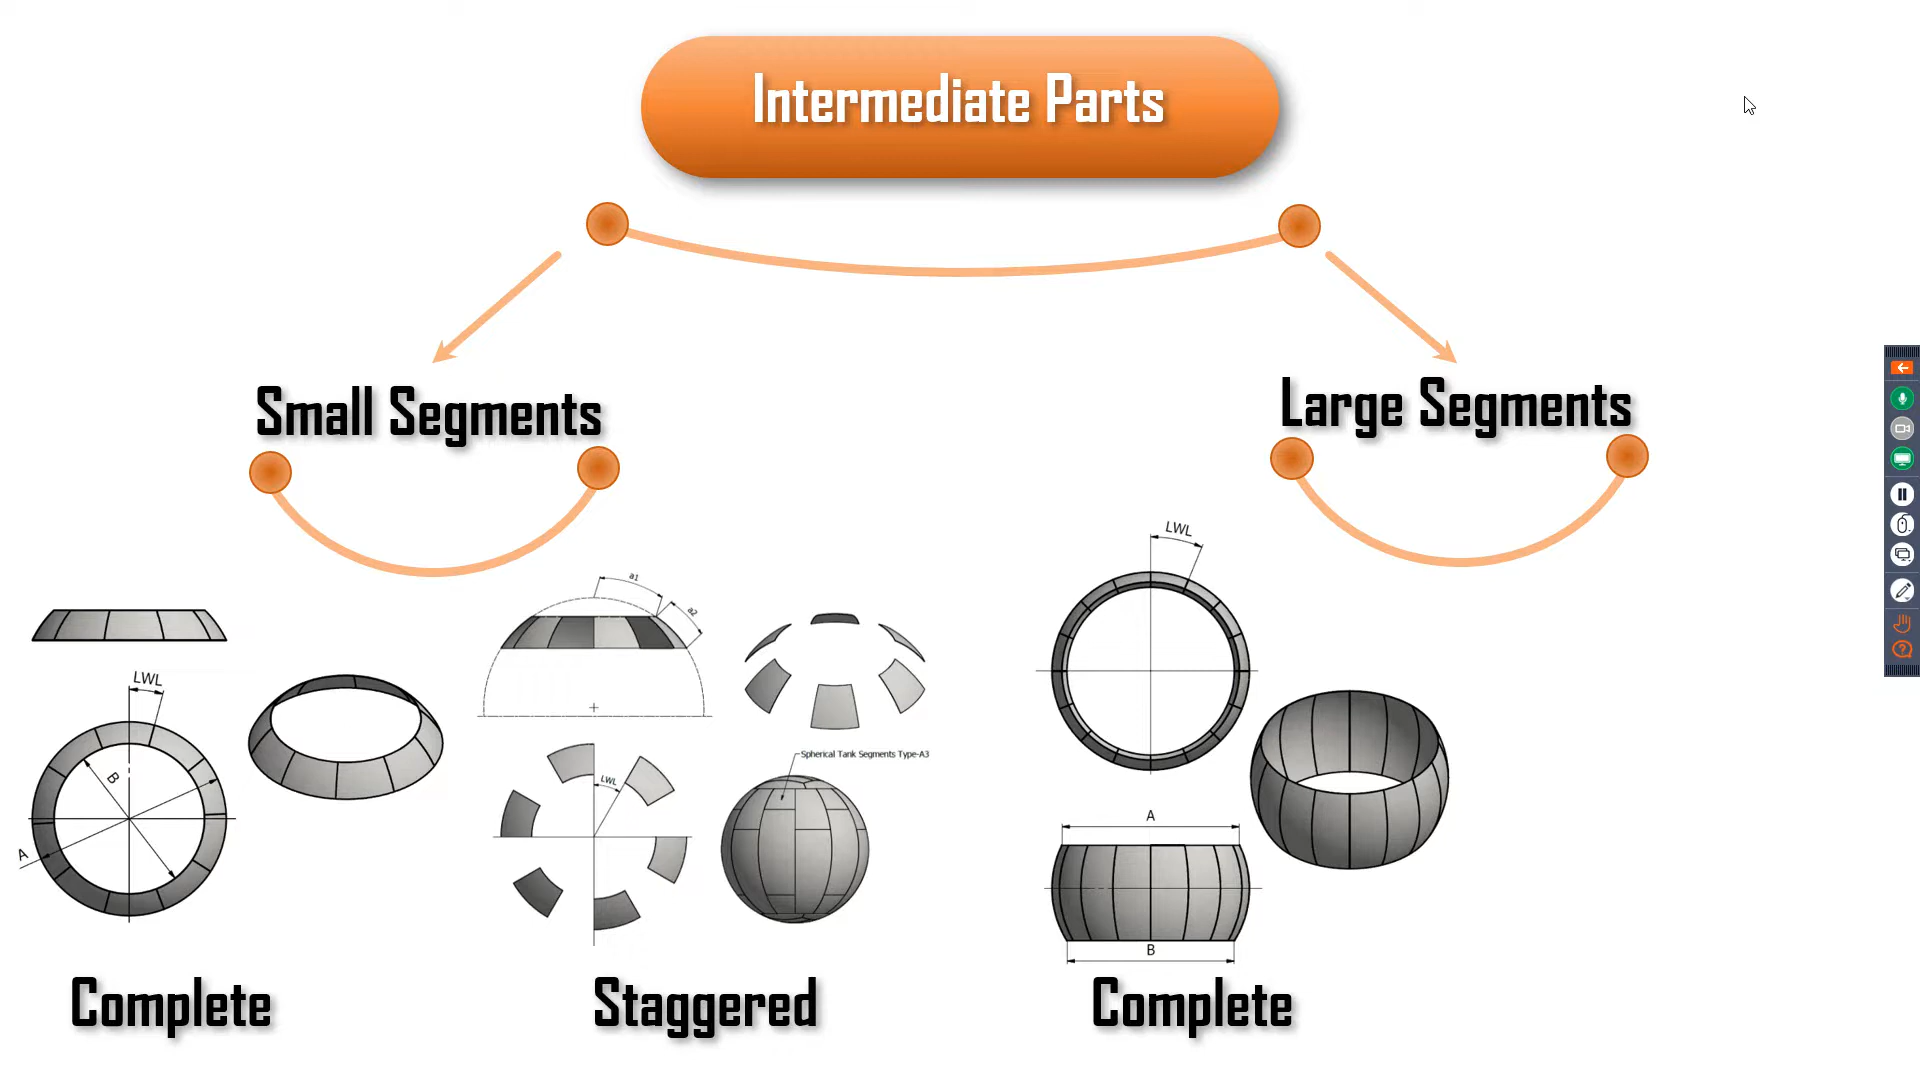 Intermediate Parts
Small Segments
Large Segments
LWL
a1
a2
LWL
B
A
Spherical Tank Segments Type-A3
LWL
A
B
Complete
Staggered
Complete